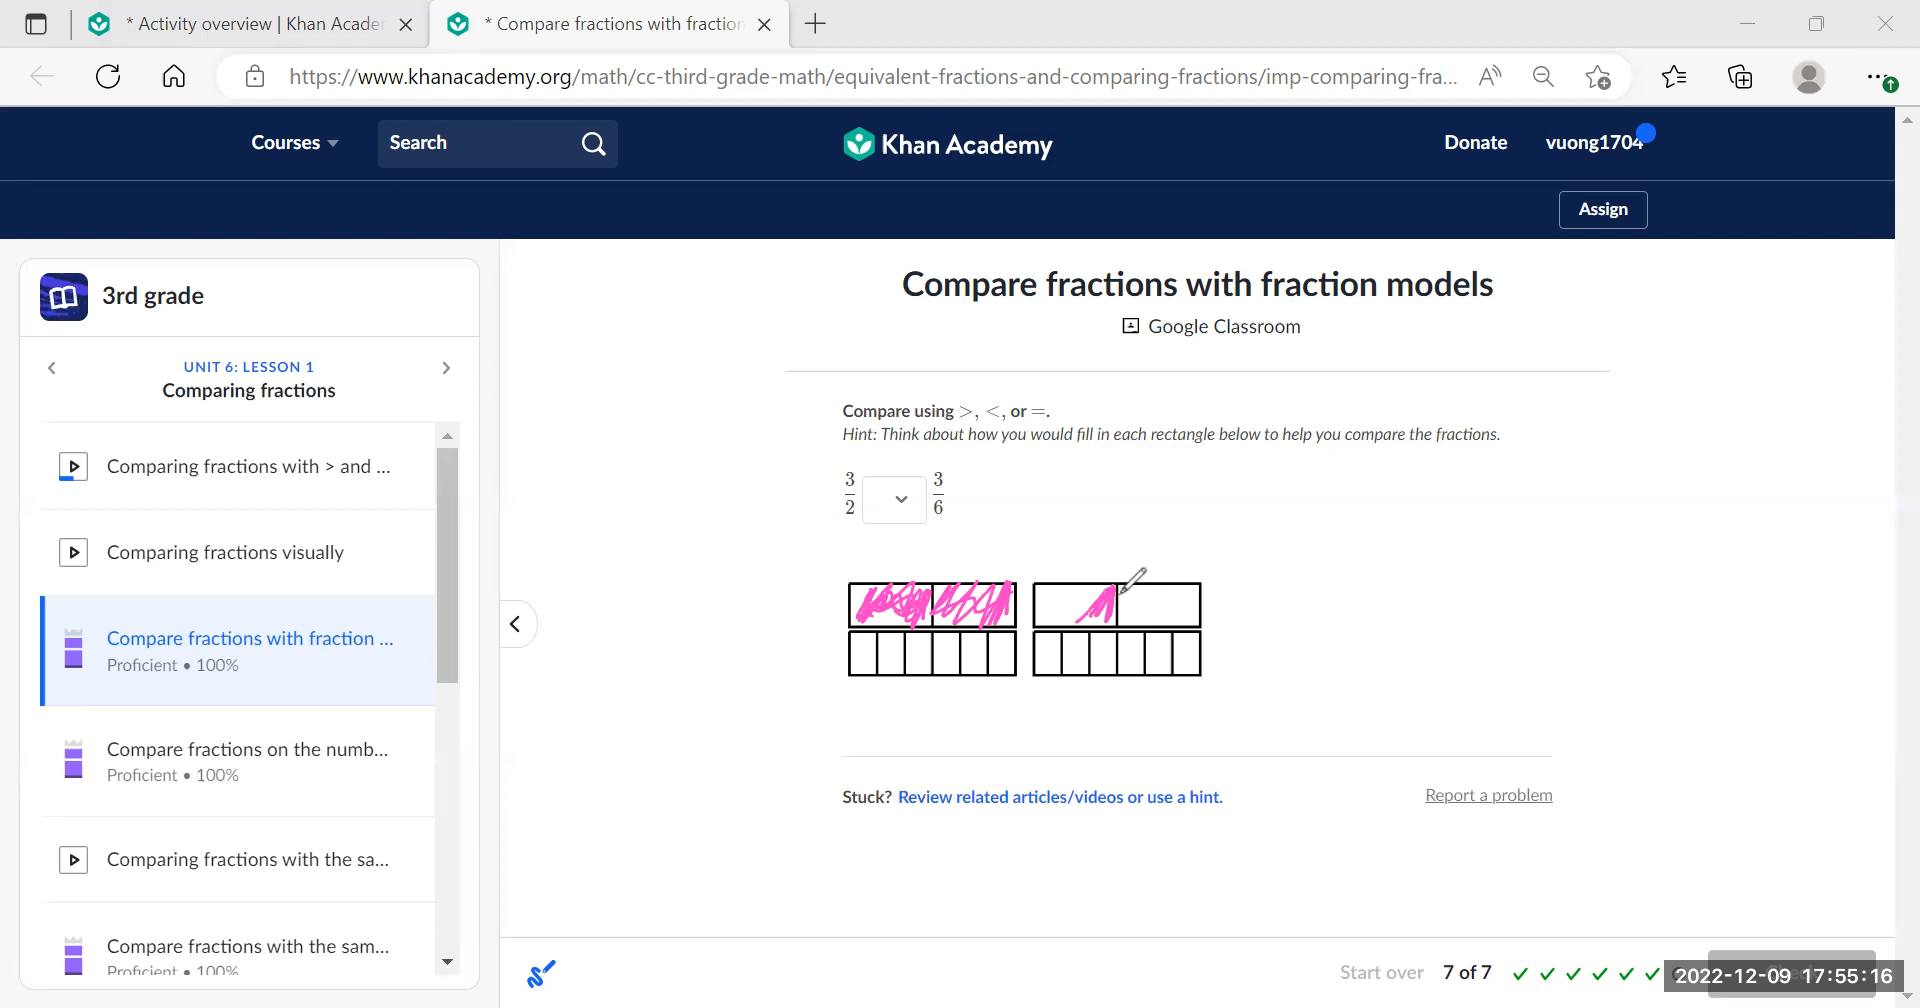 * Activity overview | Khan Acade
* Compare fractions with fraction
https://www.khanacademy.org/math/cc-third-grade-math/equivalent-fractions-and-comparing-fractions/imp-comparing-fra...
Courses
Search
Khan Academy
Donate
vuong1704
Assign
3rd grade
UNIT 6: LESSON 1
Comparing fractions
Comparing fractions with > and ...
Comparing fractions visually
Compare fractions with fraction ...
Proficient • 100%
Compare fractions on the numb...
Proficient • 100%
Comparing fractions with the sa...
Compare fractions with the sam...
Proficient • 100%
Compare fractions with fraction models
Google Classroom
Compare using >, <, or =.
Hint: Think about how you would fill in each rectangle below to help you compare the fractions.
3/2 3/6
Stuck? Review related articles/videos or use a hint.
Report a problem
Start over 7 of 7
2022-12-09 17:55:16